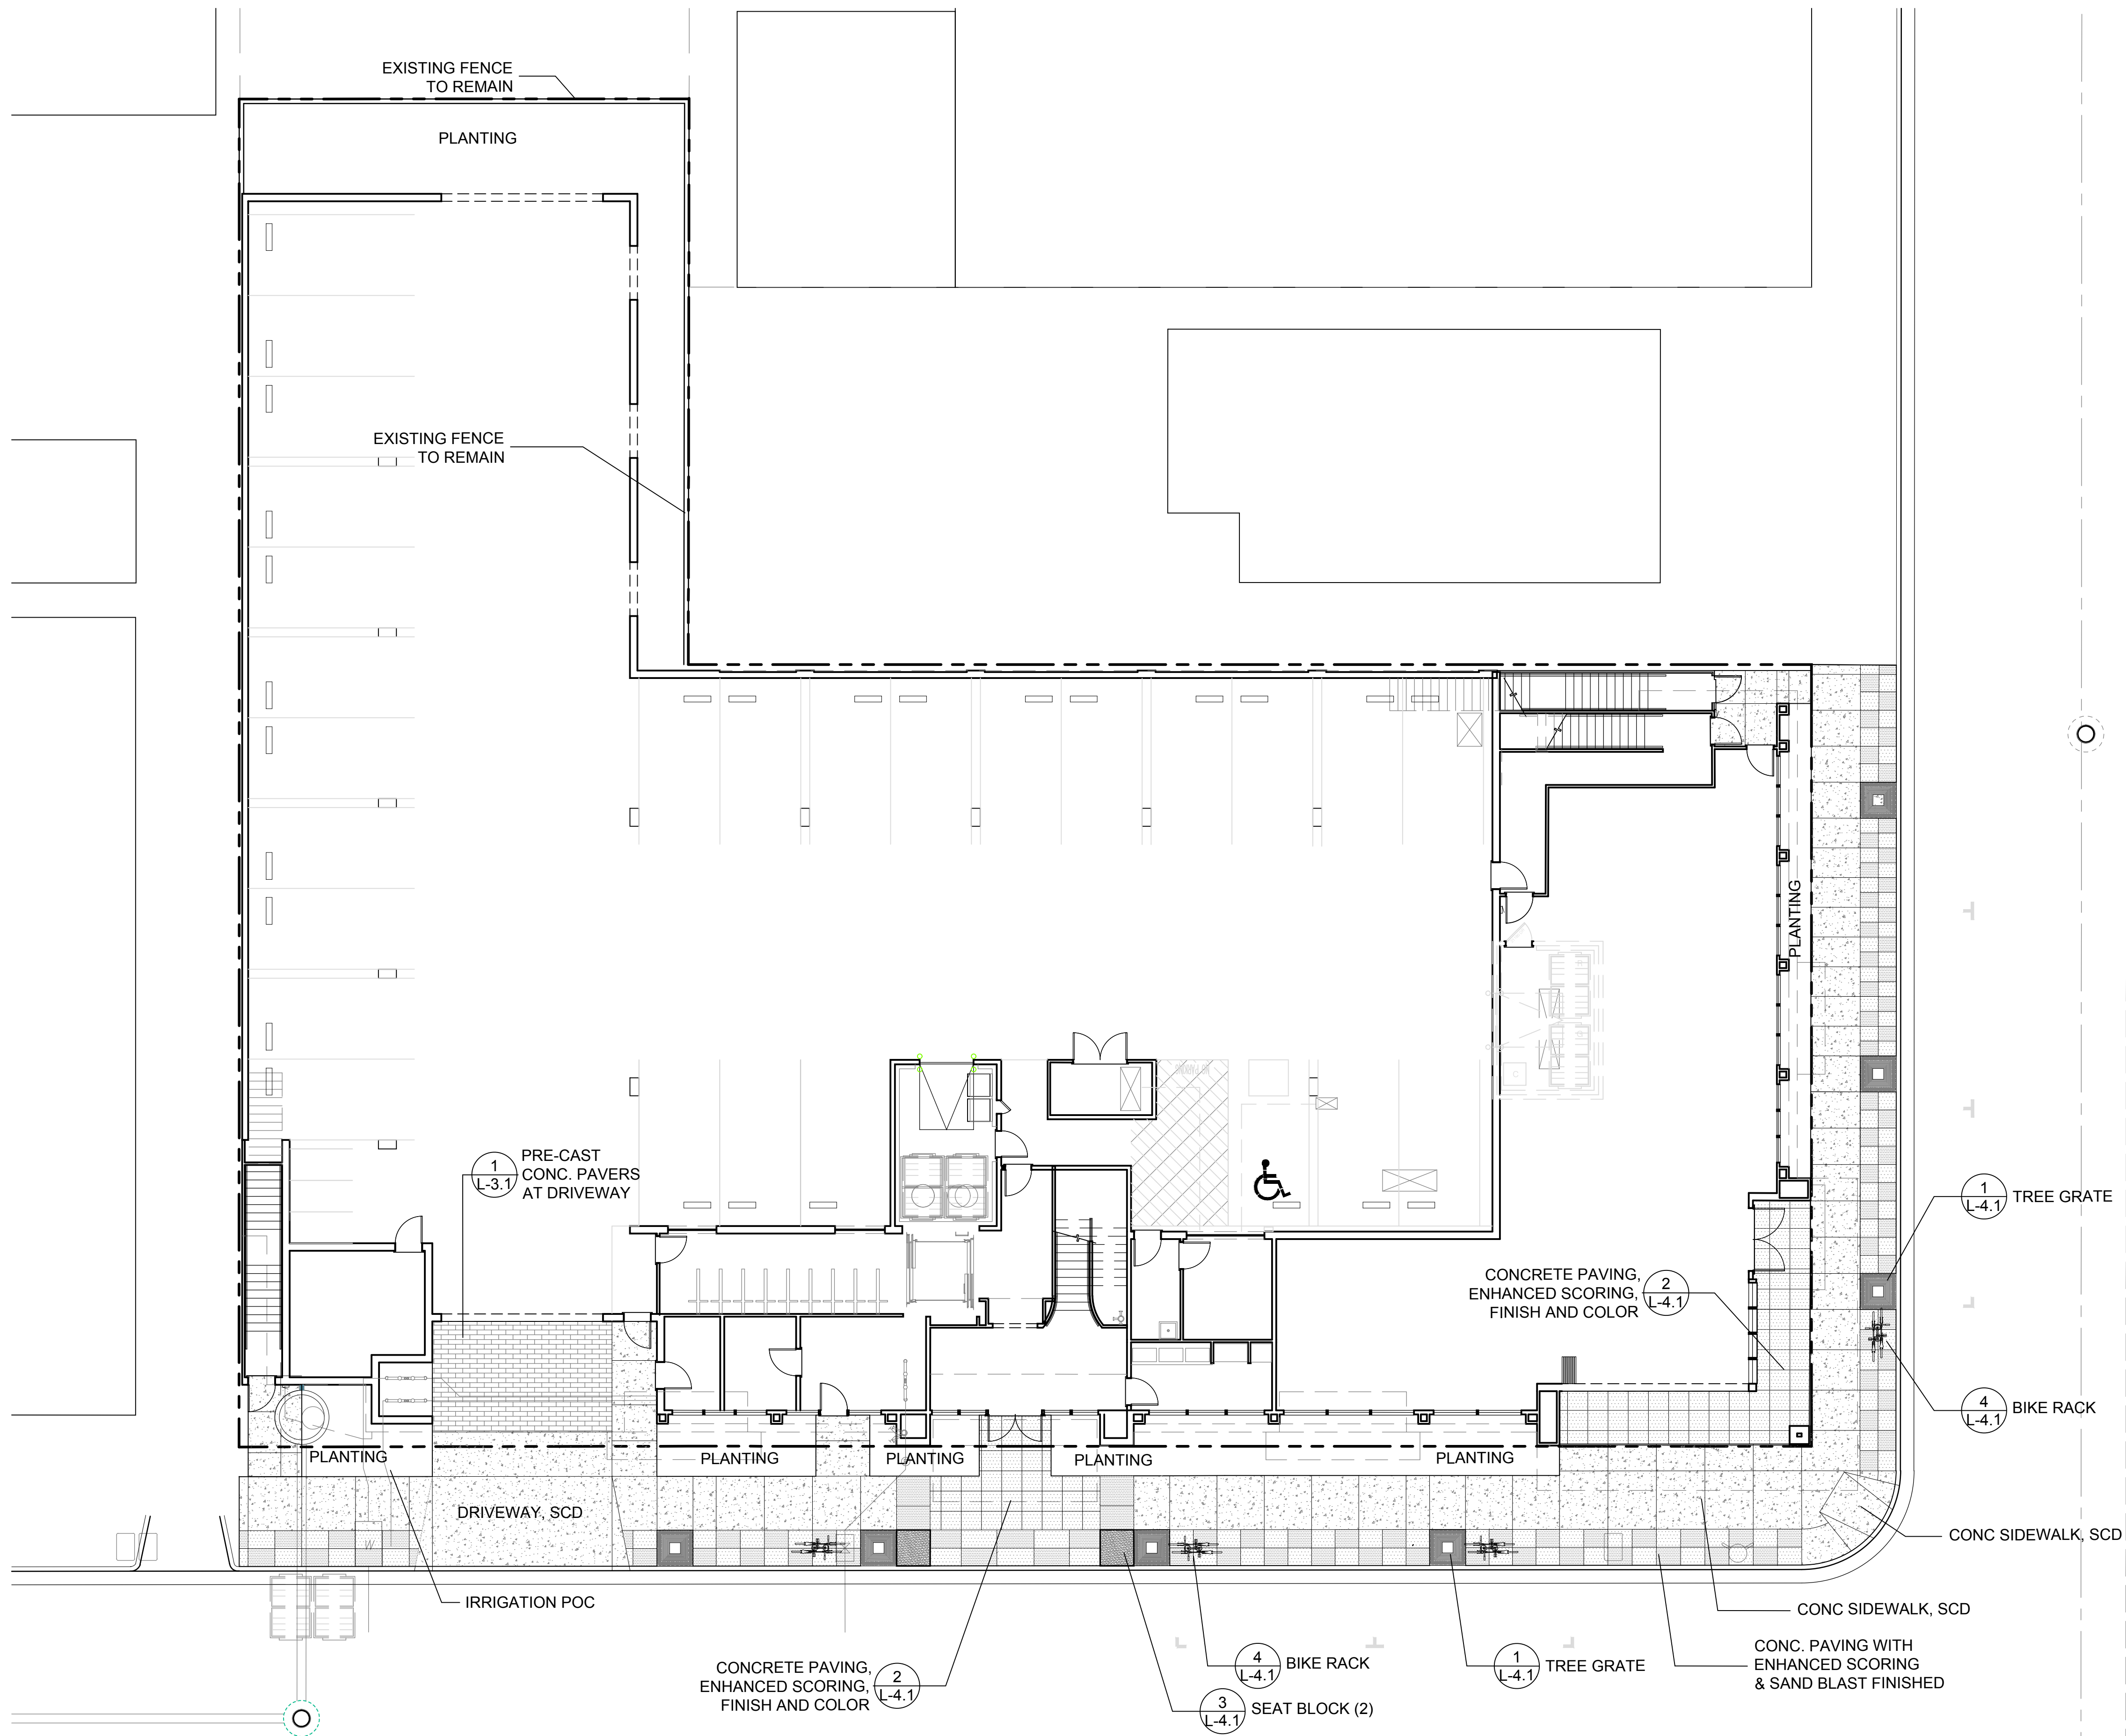 EXISTING FENCE
TO REMAIN
PLANTING
EXISTING FENCE
TO REMAIN
PLANTING
NO PARKING
C
1
L-3.1
PRE-CAST
CONC. PAVERS
AT DRIVEWAY
1
L-4.1
TREE GRATE
CONCRETE PAVING,
ENHANCED SCORING,
FINISH AND COLOR
2
L-4.1
4
L-4.1
BIKE RACK
PLANTING
PLANTING
PLANTING
PLANTING
PLANTING
DRIVEWAY, SCD
W
CONC SIDEWALK, SCD
IRRIGATION POC
CONC SIDEWALK, SCD
CONC. PAVING WITH
ENHANCED SCORING
& SAND BLAST FINISHED
CONCRETE PAVING,
ENHANCED SCORING,
FINISH AND COLOR
2
L-4.1
4
L-4.1
BIKE RACK
1
L-4.1
TREE GRATE
3
L-4.1
SEAT BLOCK (2)